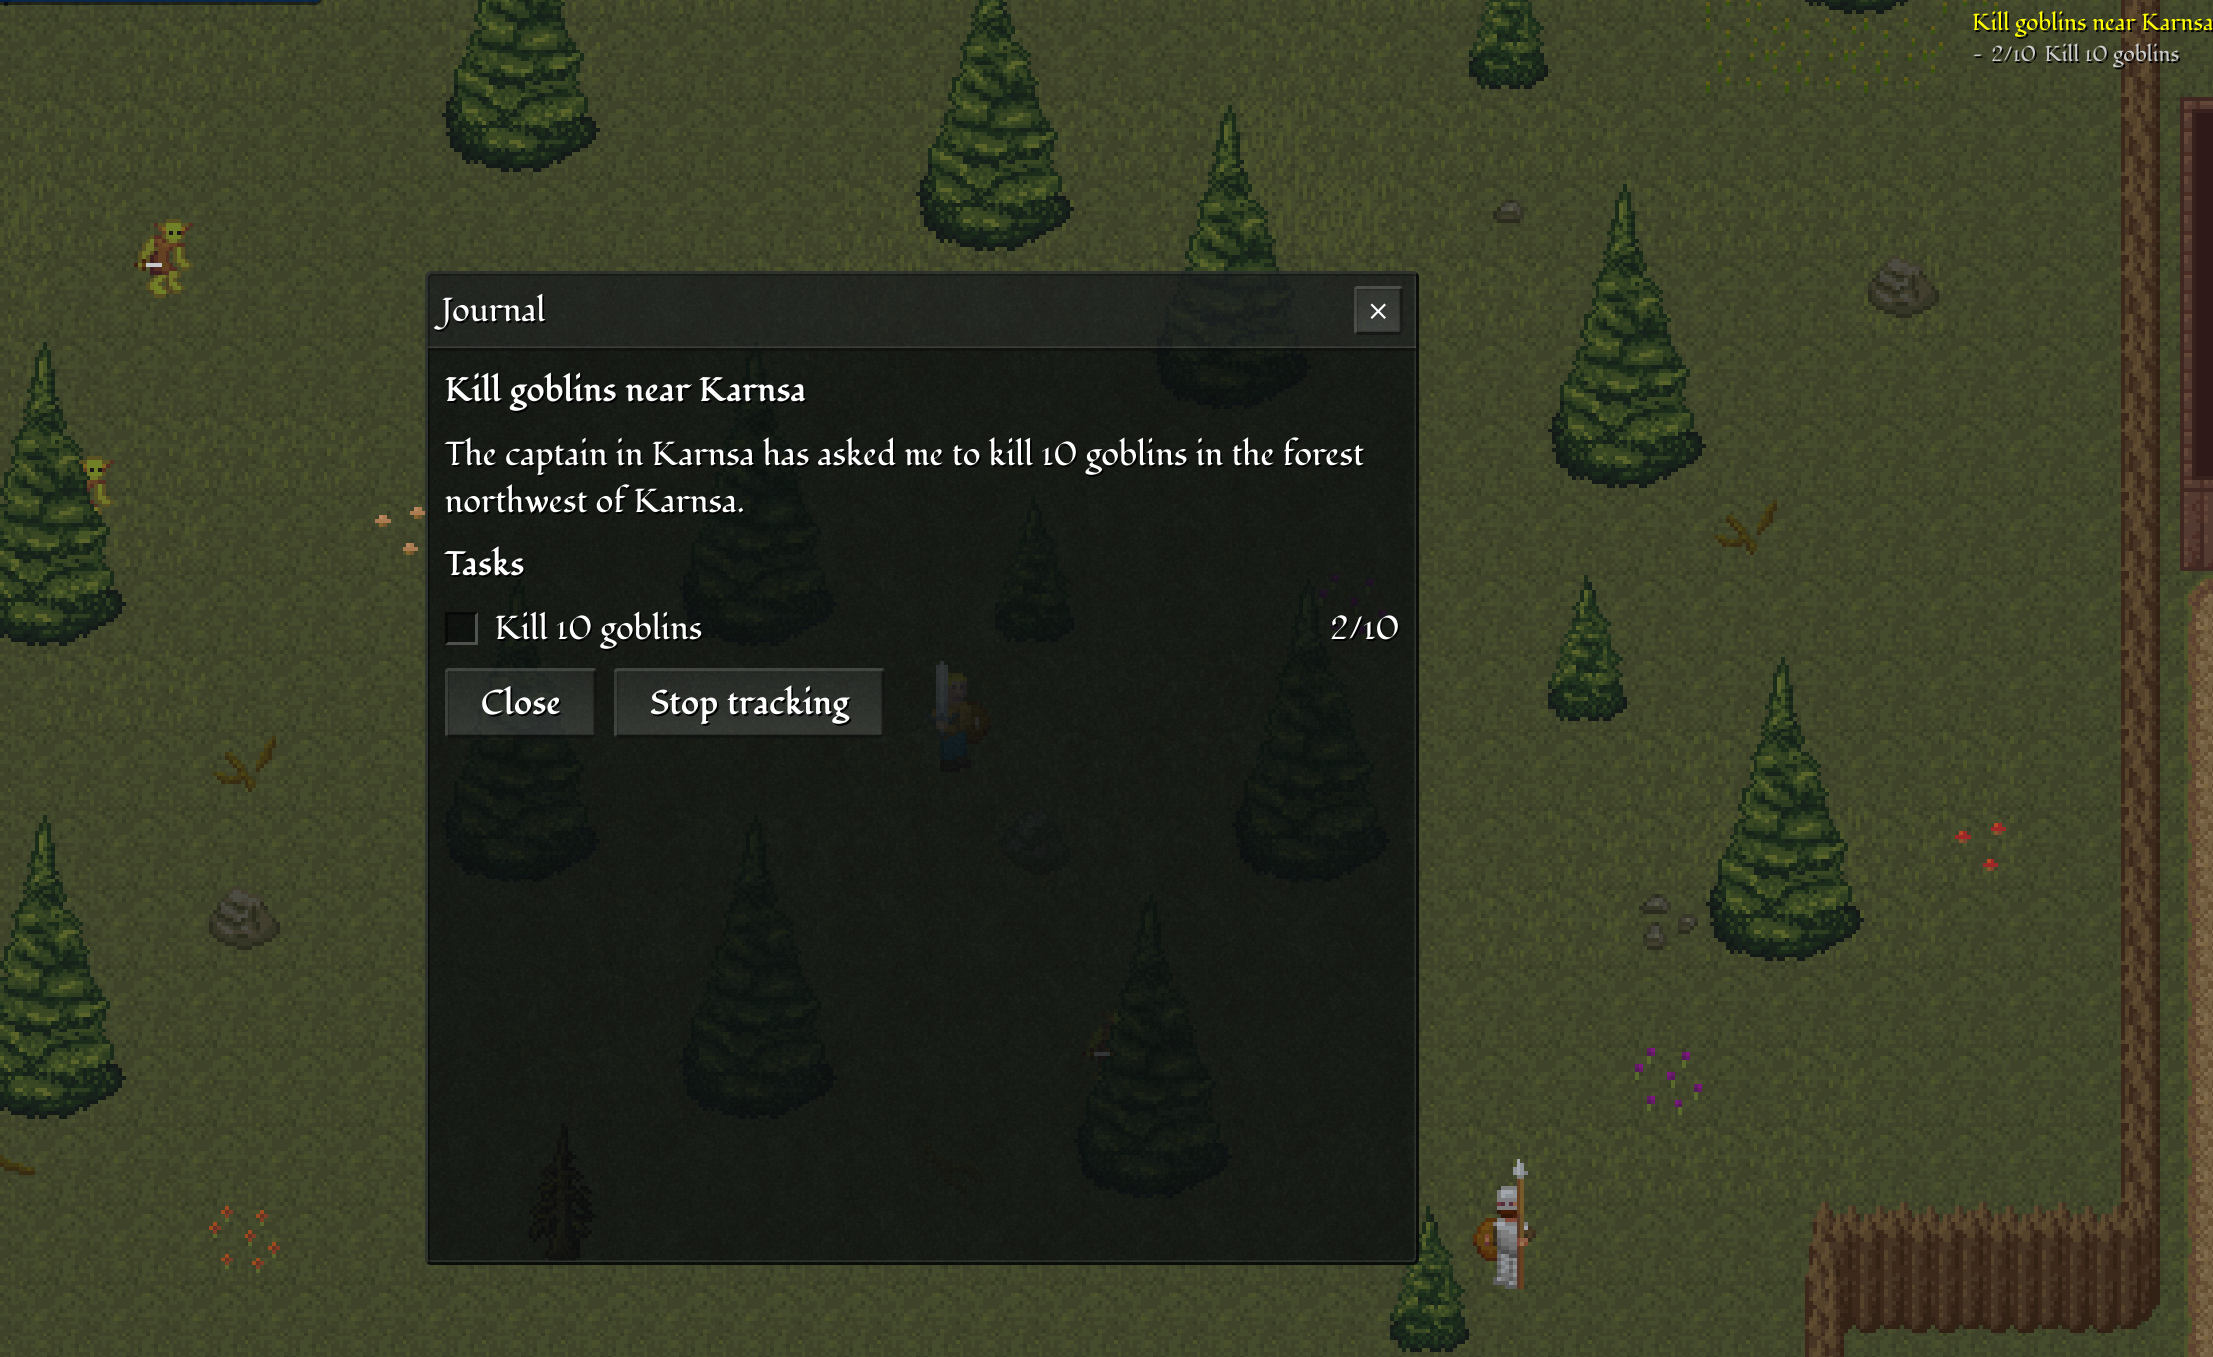 Kill goblins near Karnsa
- 2/10 Kill 10 goblins
Journal
Kill goblins near Karnsa
The captain in Karnsa has asked me to kill 10 goblins in the forest
northwest of Karnsa.
Tasks
Kill 10 goblins 2/10
Close Stop tracking